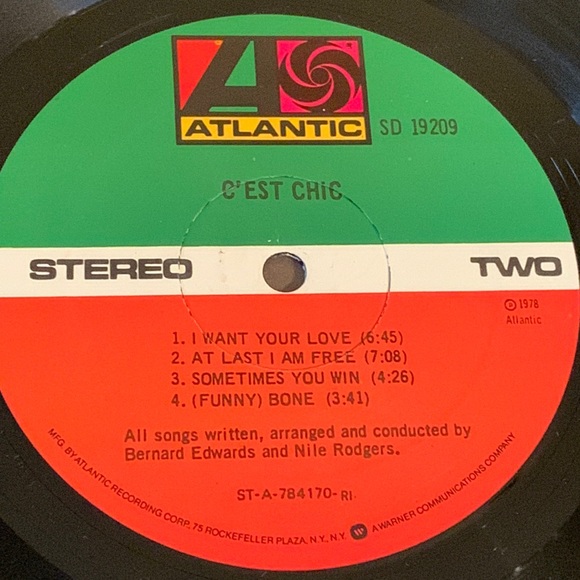 ATLANTIC
SD 19209
C'EST CHIC
STEREO
TWO
℗ 1978
Atlantic
1. I WANT YOUR LOVE (6:45)
2. AT LAST I AM FREE (7:08)
3. SOMETIMES YOU WIN (4:26)
4. (FUNNY) BONE (3:41)
All songs written, arranged and conducted by
Bernard Edwards and Nile Rodgers.
ST-A-784170-RI
MFG. BY ATLANTIC RECORDING CORP. 75 ROCKEFELLER PLAZA, N.Y., N.Y. A WARNER COMMUNICATIONS COMPANY